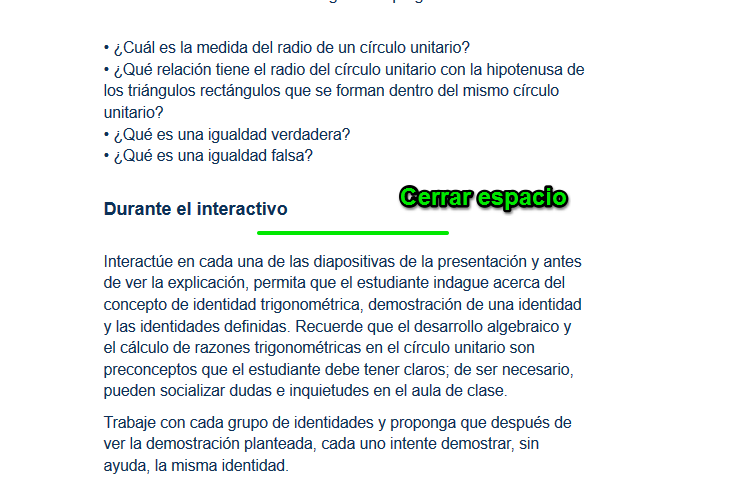 • ¿Cuál es la medida del radio de un círculo unitario?
• ¿Qué relación tiene el radio del círculo unitario con la hipotenusa de
los triángulos rectángulos que se forman dentro del mismo círculo
unitario?
• ¿Qué es una igualdad verdadera?
• ¿Qué es una igualdad falsa?
Cerrar espacio
Durante el interactivo
Interactúe en cada una de las diapositivas de la presentación y antes
de ver la explicación, permita que el estudiante indague acerca del
concepto de identidad trigonométrica, demostración de una identidad
y las identidades definidas. Recuerde que el desarrollo algebraico y
el cálculo de razones trigonométricas en el círculo unitario son
preconceptos que el estudiante debe tener claros; de ser necesario,
pueden socializar dudas e inquietudes en el aula de clase.
Trabaje con cada grupo de identidades y proponga que después de
ver la demostración planteada, cada uno intente demostrar, sin
ayuda, la misma identidad.